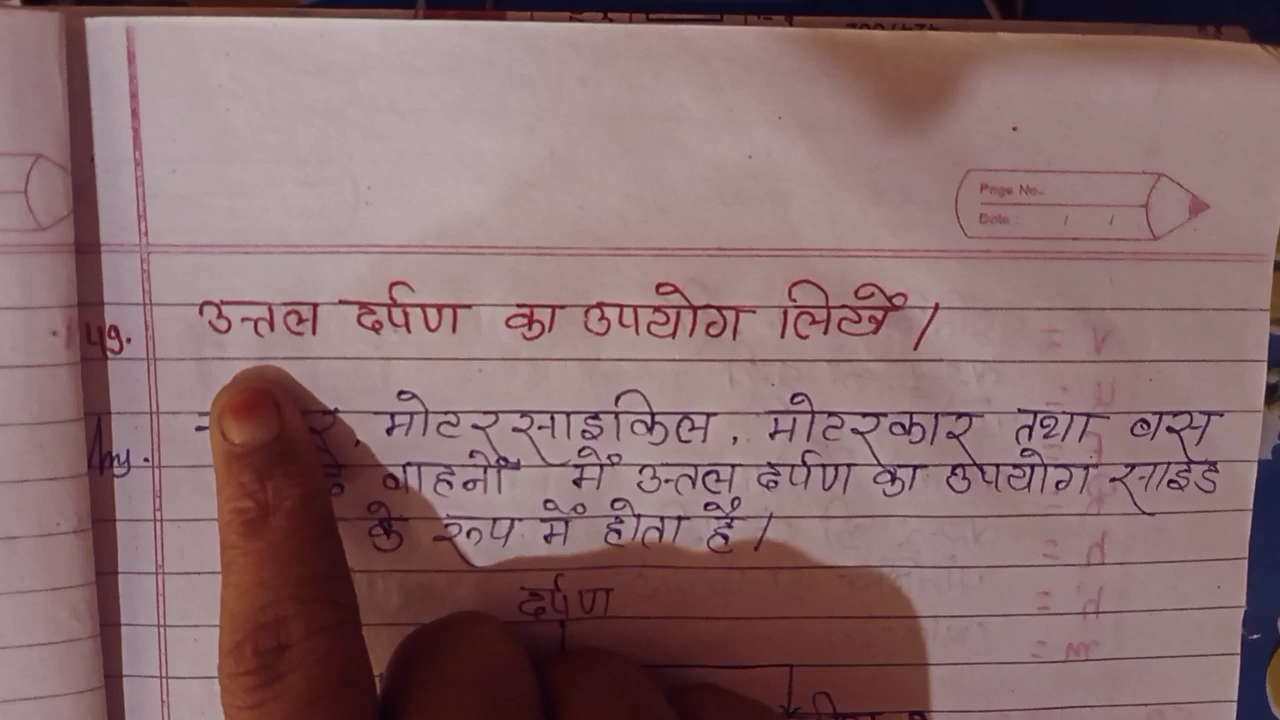 Page No.
Date : / /
49. उत्तल दर्पण का उपयोग लिखें।
Ans. मोटरसाइकिल, मोटरकार तथा बस
वाहनों में उत्तल दर्पण का उपयोग साइड
के रूप में होता है।
दर्पण